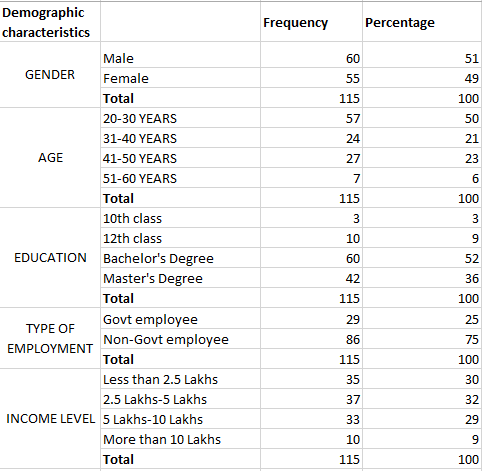 Demographic characteristics Frequency Percentage
GENDER
Male 60 51
Female 55 49
Total 115 100
AGE
20-30 YEARS 57 50
31-40 YEARS 24 21
41-50 YEARS 27 23
51-60 YEARS 7 6
Total 115 100
EDUCATION
10th class 3 3
12th class 10 9
Bachelor's Degree 60 52
Master's Degree 42 36
Total 115 100
TYPE OF EMPLOYMENT
Govt employee 29 25
Non-Govt employee 86 75
Total 115 100
INCOME LEVEL
Less than 2.5 Lakhs 35 30
2.5 Lakhs-5 Lakhs 37 32
5 Lakhs-10 Lakhs 33 29
More than 10 Lakhs 10 9
Total 115 100